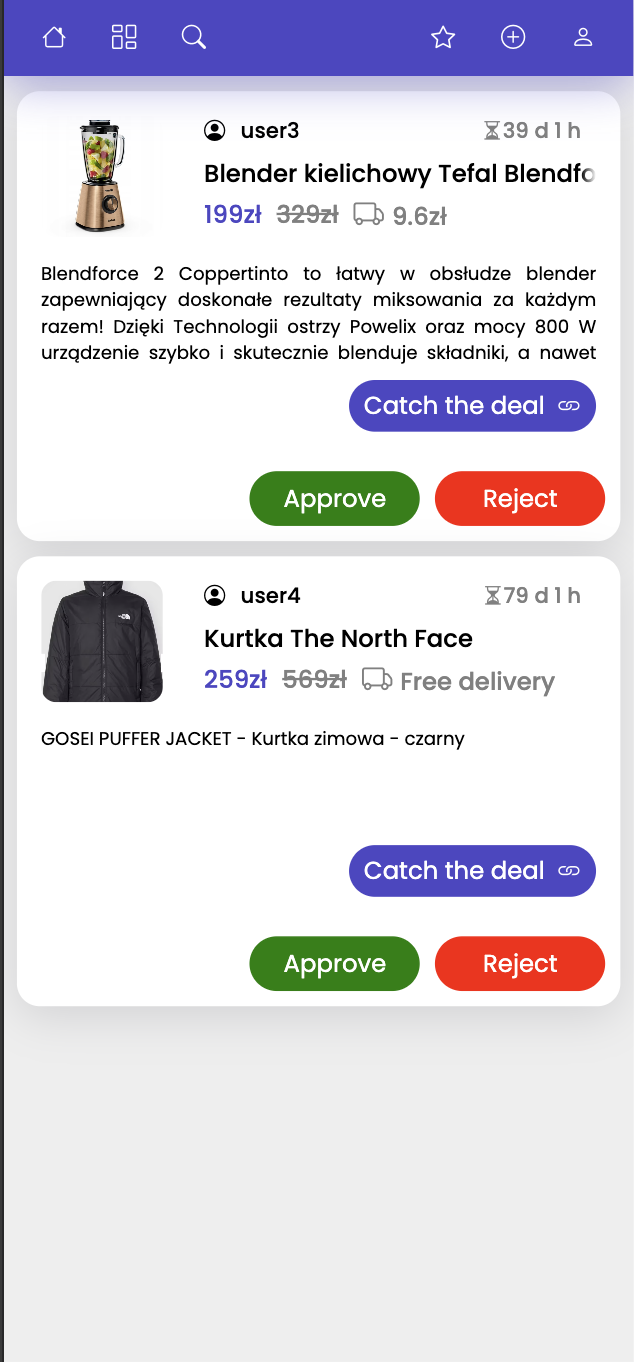 user3
39 d 1 h
Blender kielichowy Tefal Blendfo
199zł 329zł 9.6zł
Blendforce 2 Coppertinto to łatwy w obsłudze blender
zapewniający doskonałe rezultaty miksowania za każdym
razem! Dzięki Technologii ostrzy Powelix oraz mocy 800 W
urządzenie szybko i skutecznie blenduje składniki, a nawet
Catch the deal
Approve
Reject
user4
79 d 1 h
Kurtka The North Face
259zł 569zł Free delivery
GOSEI PUFFER JACKET - Kurtka zimowa - czarny
Catch the deal
Approve
Reject